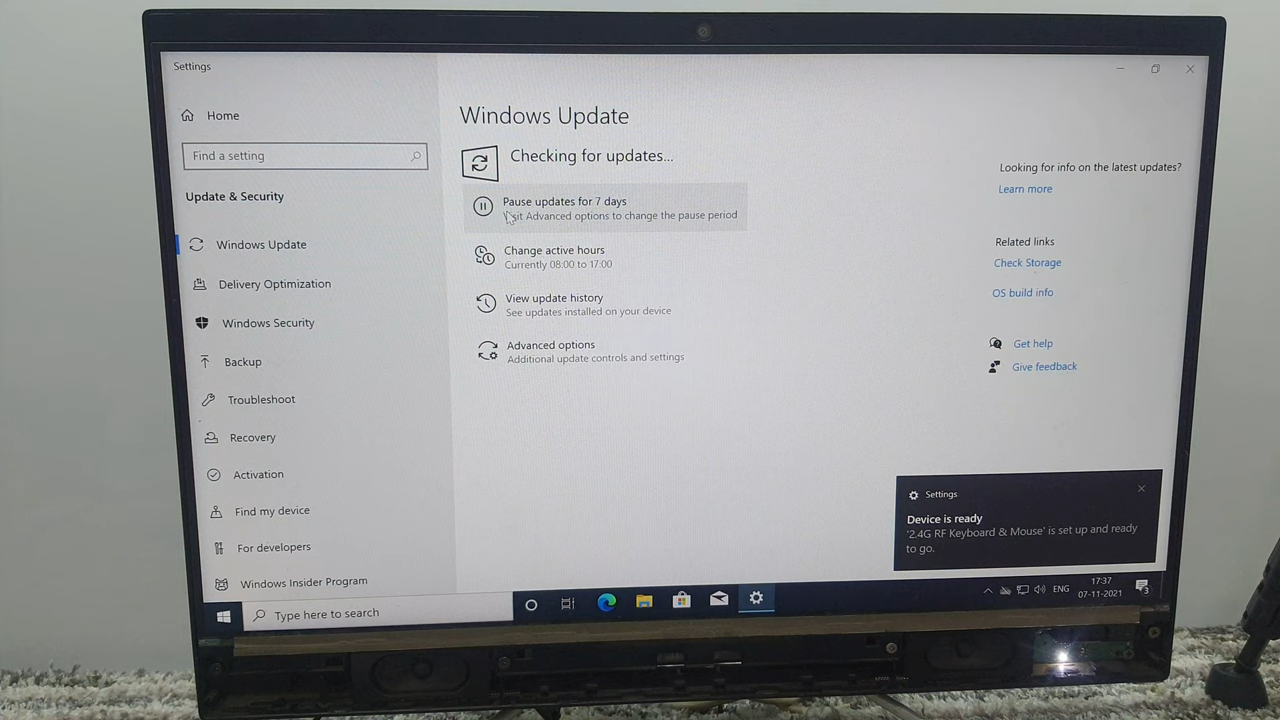 Settings
Home
Find a setting
Update & Security
Windows Update
Delivery Optimization
Windows Security
Backup
Troubleshoot
Recovery
Activation
Find my device
For developers
Windows Insider Program
Windows Update
Checking for updates...
Pause updates for 7 days
Visit Advanced options to change the pause period
Change active hours
Currently 08:00 to 17:00
View update history
See updates installed on your device
Advanced options
Additional update controls and settings
Looking for info on the latest updates?
Learn more
Related links
Check Storage
OS build info
Get help
Give feedback
Settings
Device is ready
'2.4G RF Keyboard & Mouse' is set up and ready
to go.
Type here to search
ENG
17:37
07-11-2021
3